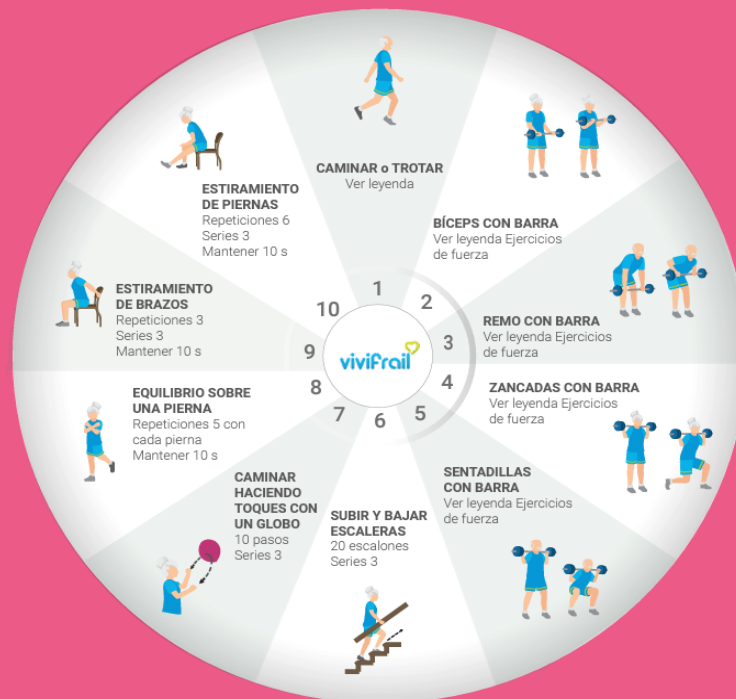 CAMINAR o TROTAR
Ver leyenda
BÍCEPS CON BARRA
Ver leyenda Ejercicios
de fuerza
REMO CON BARRA
Ver leyenda Ejercicios
de fuerza
ZANCADAS CON BARRA
Ver leyenda Ejercicios
de fuerza
SENTADILLAS
CON BARRA
Ver leyenda Ejercicios
de fuerza
SUBIR Y BAJAR
ESCALERAS
20 escalones
Series 3
CAMINAR
HACIENDO
TOQUES CON
UN GLOBO
10 pasos
Series 3
EQUILIBRIO SOBRE
UNA PIERNA
Repeticiones 5 con
cada pierna
Mantener 10 s
ESTIRAMIENTO
DE BRAZOS
Repeticiones 3
Series 3
Mantener 10 s
ESTIRAMIENTO
DE PIERNAS
Repeticiones 6
Series 3
Mantener 10 s
1
2
3
4
5
6
7
8
9
10
vivifrail